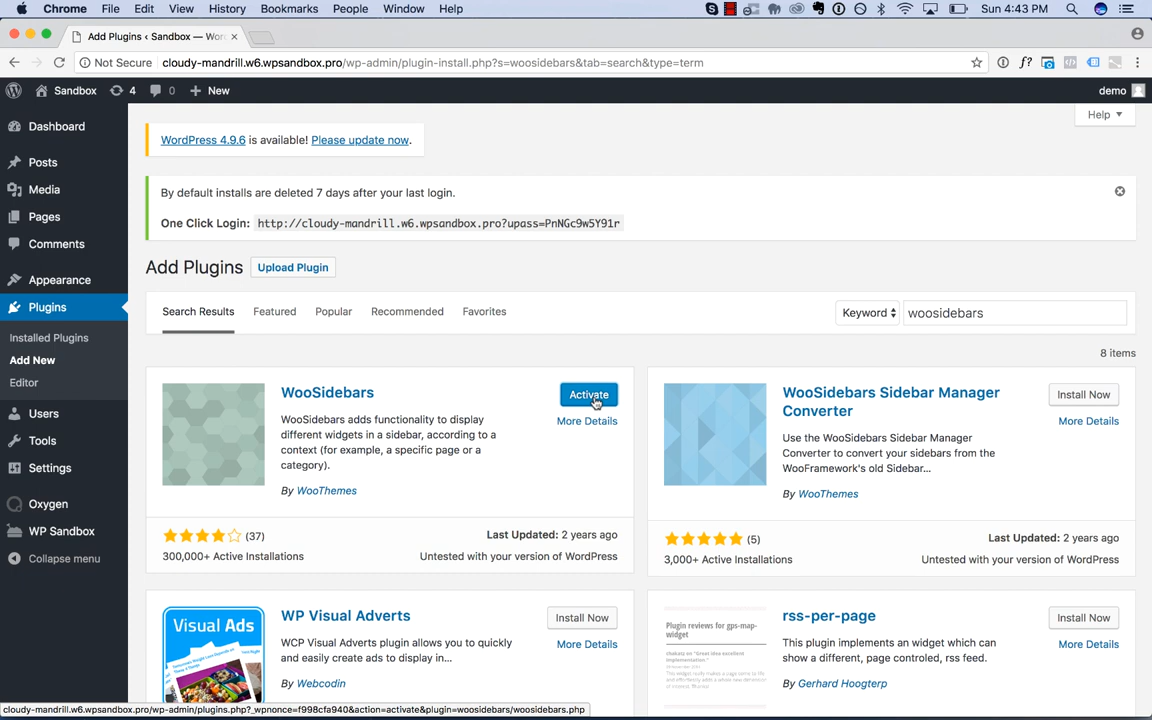 Chrome File Edit View History Bookmarks People Window Help Sun 4:43 PM
Add Plugins ‹ Sandbox — Wor
Not Secure cloudy-mandrill.w6.wpsandbox.pro/wp-admin/plugin-install.php?s=woosidebars&tab=search&type=term
Sandbox 4 0 New demo
Help
Dashboard
Posts
Media
Pages
Comments
Appearance
Plugins
Installed Plugins
Add New
Editor
Users
Tools
Settings
Oxygen
WP Sandbox
Collapse menu
WordPress 4.9.6 is available! Please update now.
By default installs are deleted 7 days after your last login.
One Click Login: http://cloudy-mandrill.w6.wpsandbox.pro?upass=PnNGc9w5Y91r
Add Plugins Upload Plugin
Search Results Featured Popular Recommended Favorites Keyword woosidebars
8 items
WooSidebars
Activate
More Details
WooSidebars adds functionality to display
different widgets in a sidebar, according to a
context (for example, a specific page or a
category).
By WooThemes
(37)
300,000+ Active Installations
Last Updated: 2 years ago
Untested with your version of WordPress
WooSidebars Sidebar Manager
Converter
Install Now
More Details
Use the WooSidebars Sidebar Manager
Converter to convert your sidebars from the
WooFramework's old Sidebar...
By WooThemes
(5)
3,000+ Active Installations
Last Updated: 2 years ago
Untested with your version of WordPress
Visual Ads
WP Visual Adverts
Install Now
More Details
WCP Visual Adverts plugin allows you to quickly
and easily create ads to display in...
By Webcodin
Plugin reviews for gps-map-
widget
rss-per-page
Install Now
More Details
This plugin implements an widget which can
show a different, page controled, rss feed.
By Gerhard Hoogterp
cloudy-mandrill.w6.wpsandbox.pro/wp-admin/plugins.php?_wpnonce=f998cfa940&action=activate&plugin=woosidebars/woosidebars.php